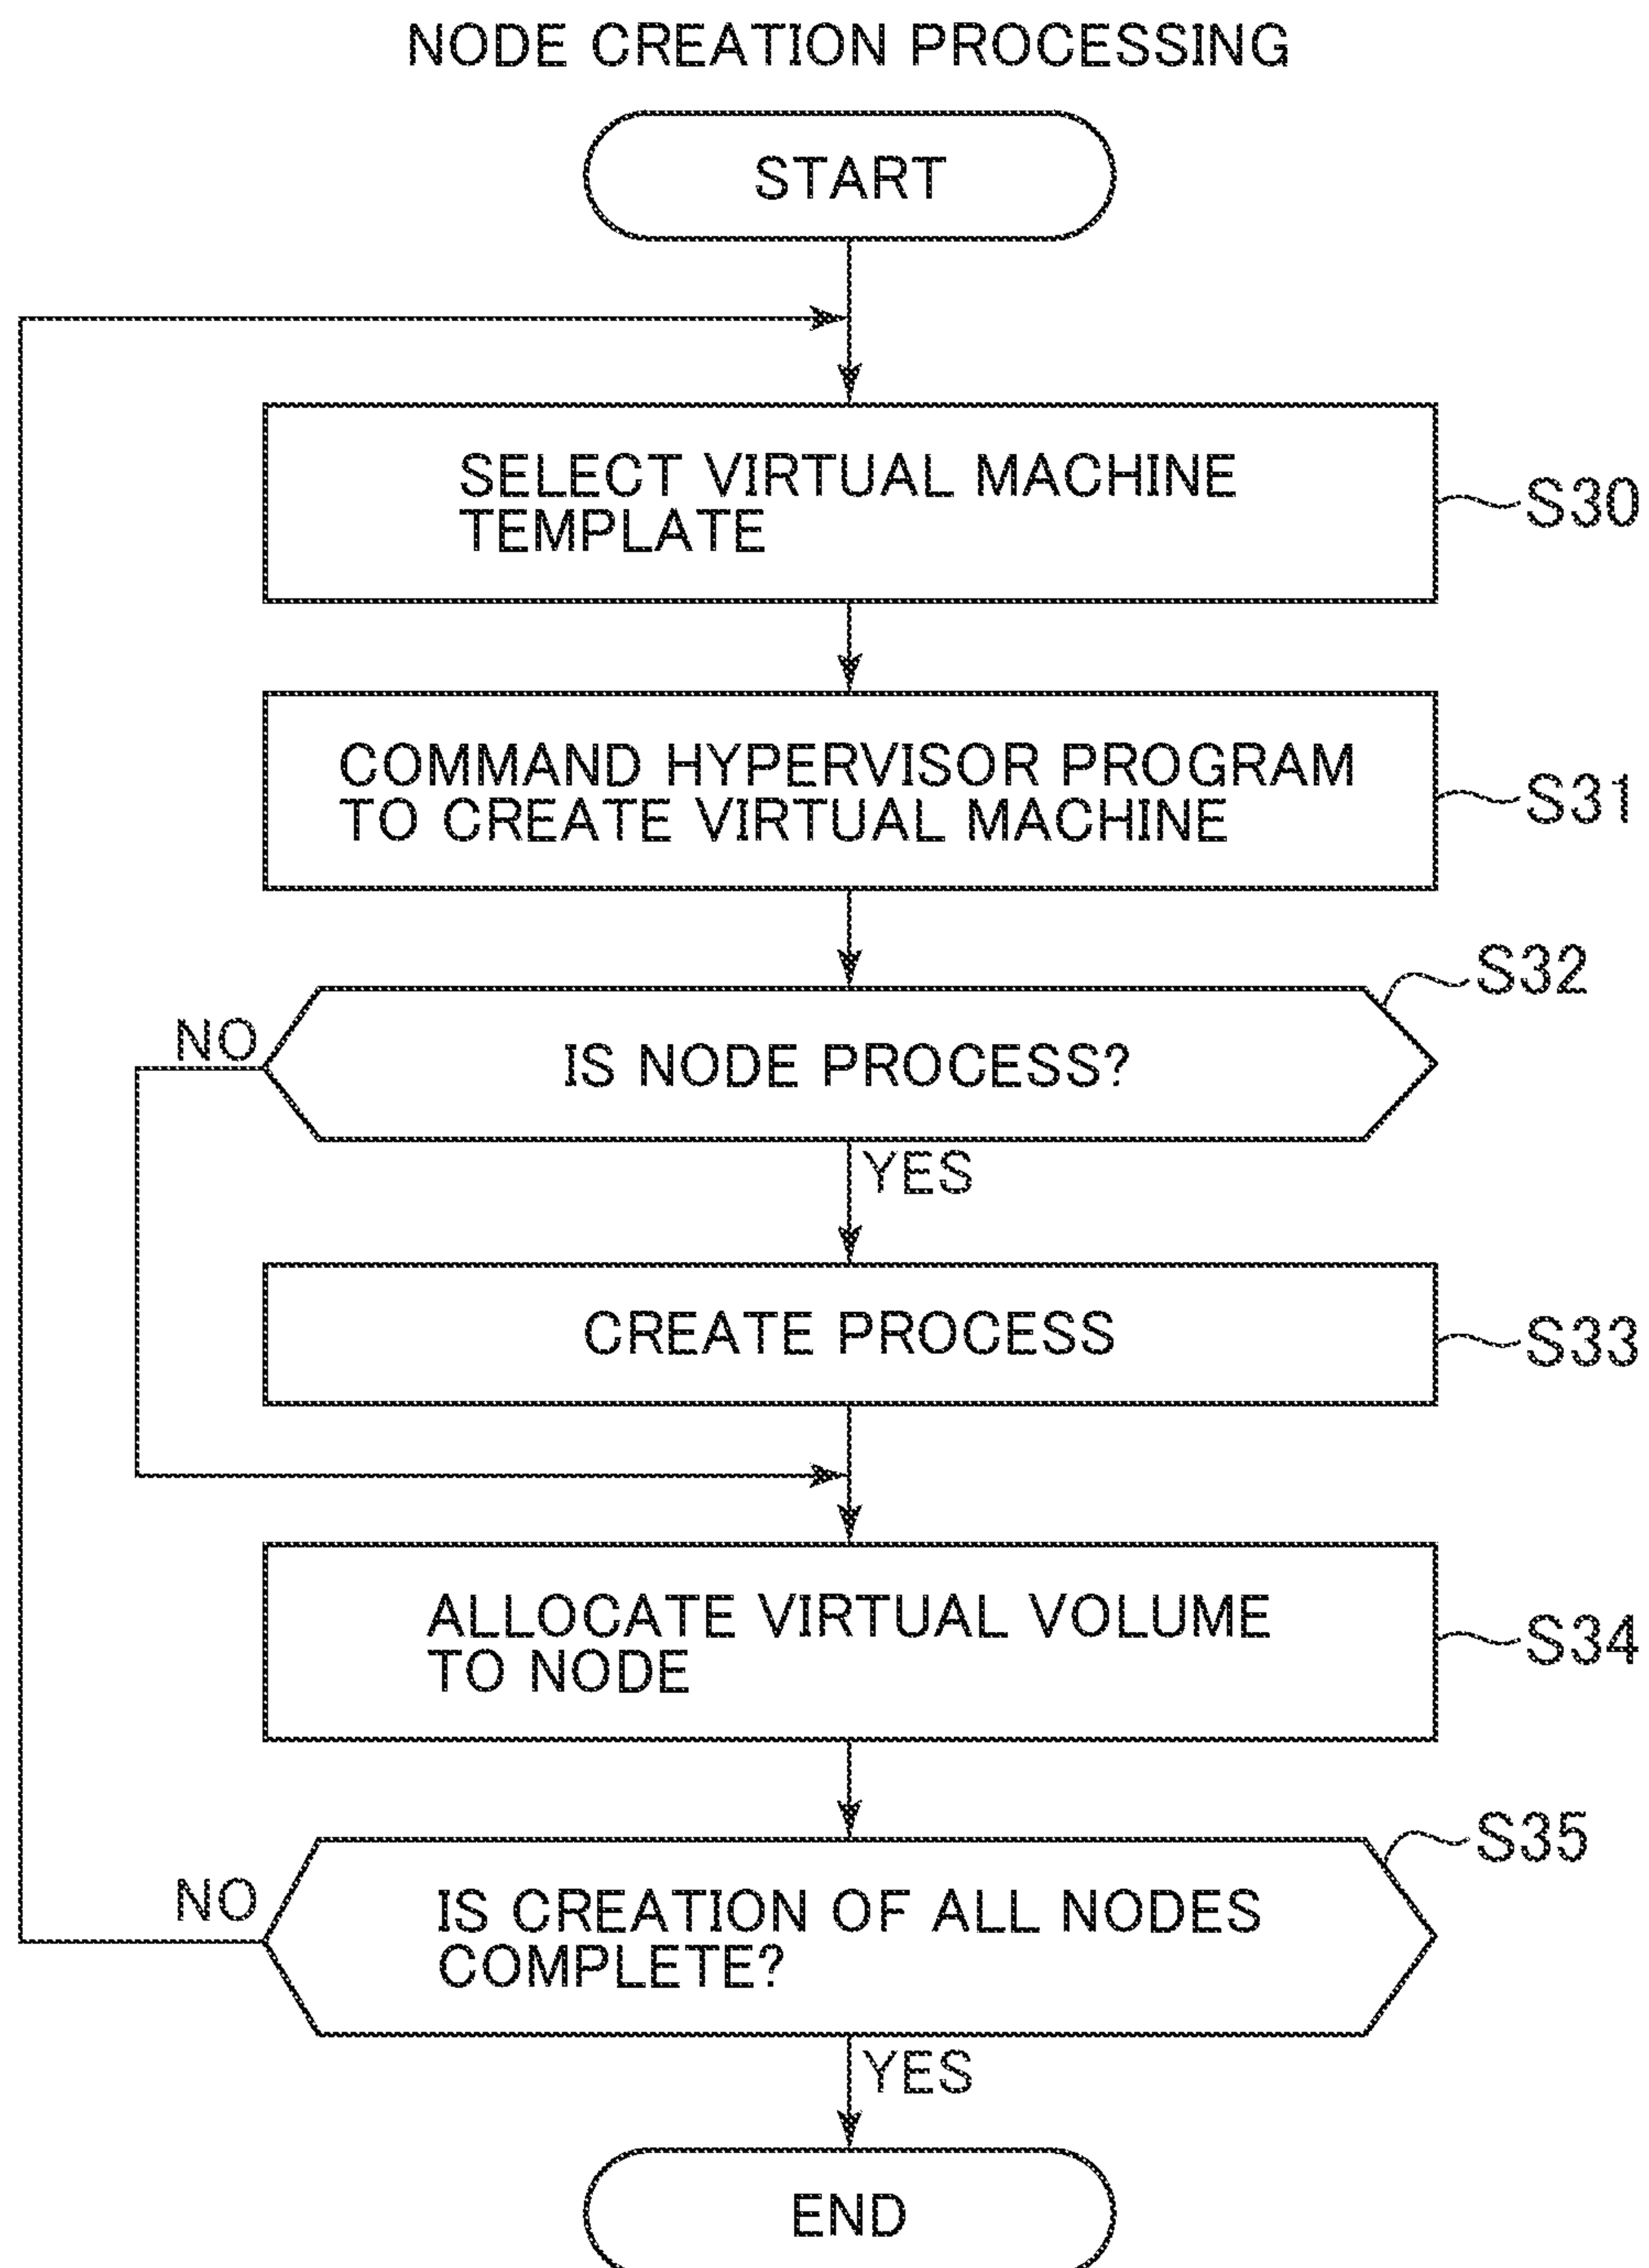 NODE CREATION PROCESSING
START
SELECT VIRTUAL MACHINE
TEMPLATE
S30
COMMAND HYPERVISOR PROGRAM
TO CREATE VIRTUAL MACHINE
S31
S32
NO
IS NODE PROCESS?
YES
CREATE PROCESS
S33
ALLOCATE VIRTUAL VOLUME
TO NODE
S34
S35
NO
IS CREATION OF ALL NODES
COMPLETE?
YES
END